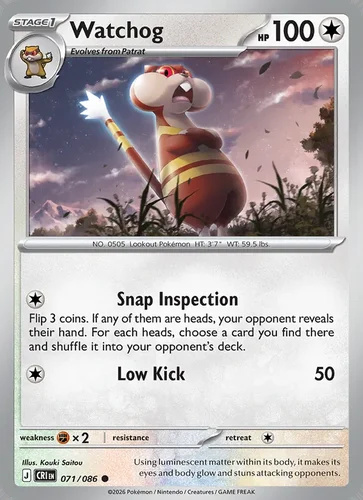 STAGE 1
Watchog
HP 100
Evolves from Patrat
NO. 0505 Lookout Pokémon HT: 3'7" WT: 59.5 lbs.
Snap Inspection
Flip 3 coins. If any of them are heads, your opponent reveals
their hand. For each heads, choose a card you find there
and shuffle it into your opponent's deck.
Low Kick 50
weakness ×2 resistance retreat
Illus. Kouki Saitou
J CRI EN 071/086
Using luminescent matter within its body, it makes its
eyes and body glow and stuns attacking opponents.
©2026 Pokémon / Nintendo / Creatures / GAME FREAK